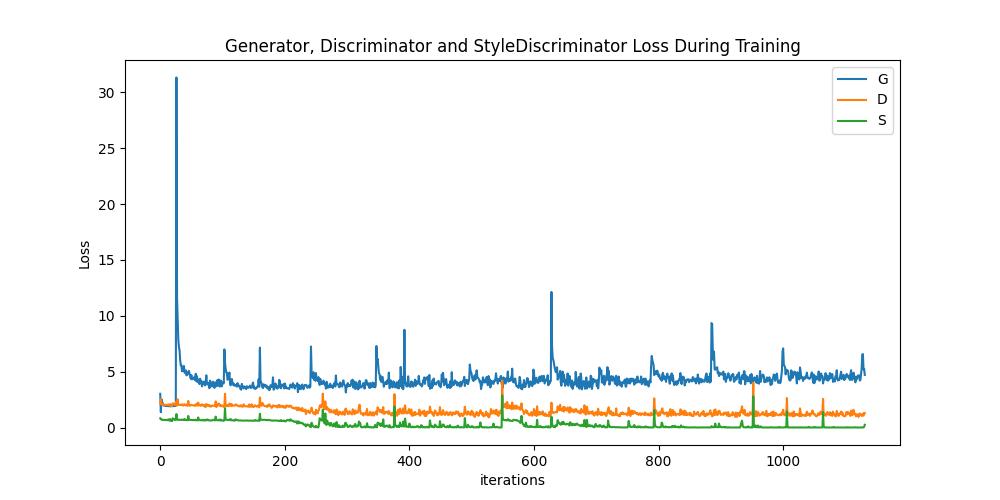 Generator, Discriminator and StyleDiscriminator Loss During Training
G
D
S
30
25
20
15
10
5
0
Loss
0 200 400 600 800 1000
iterations